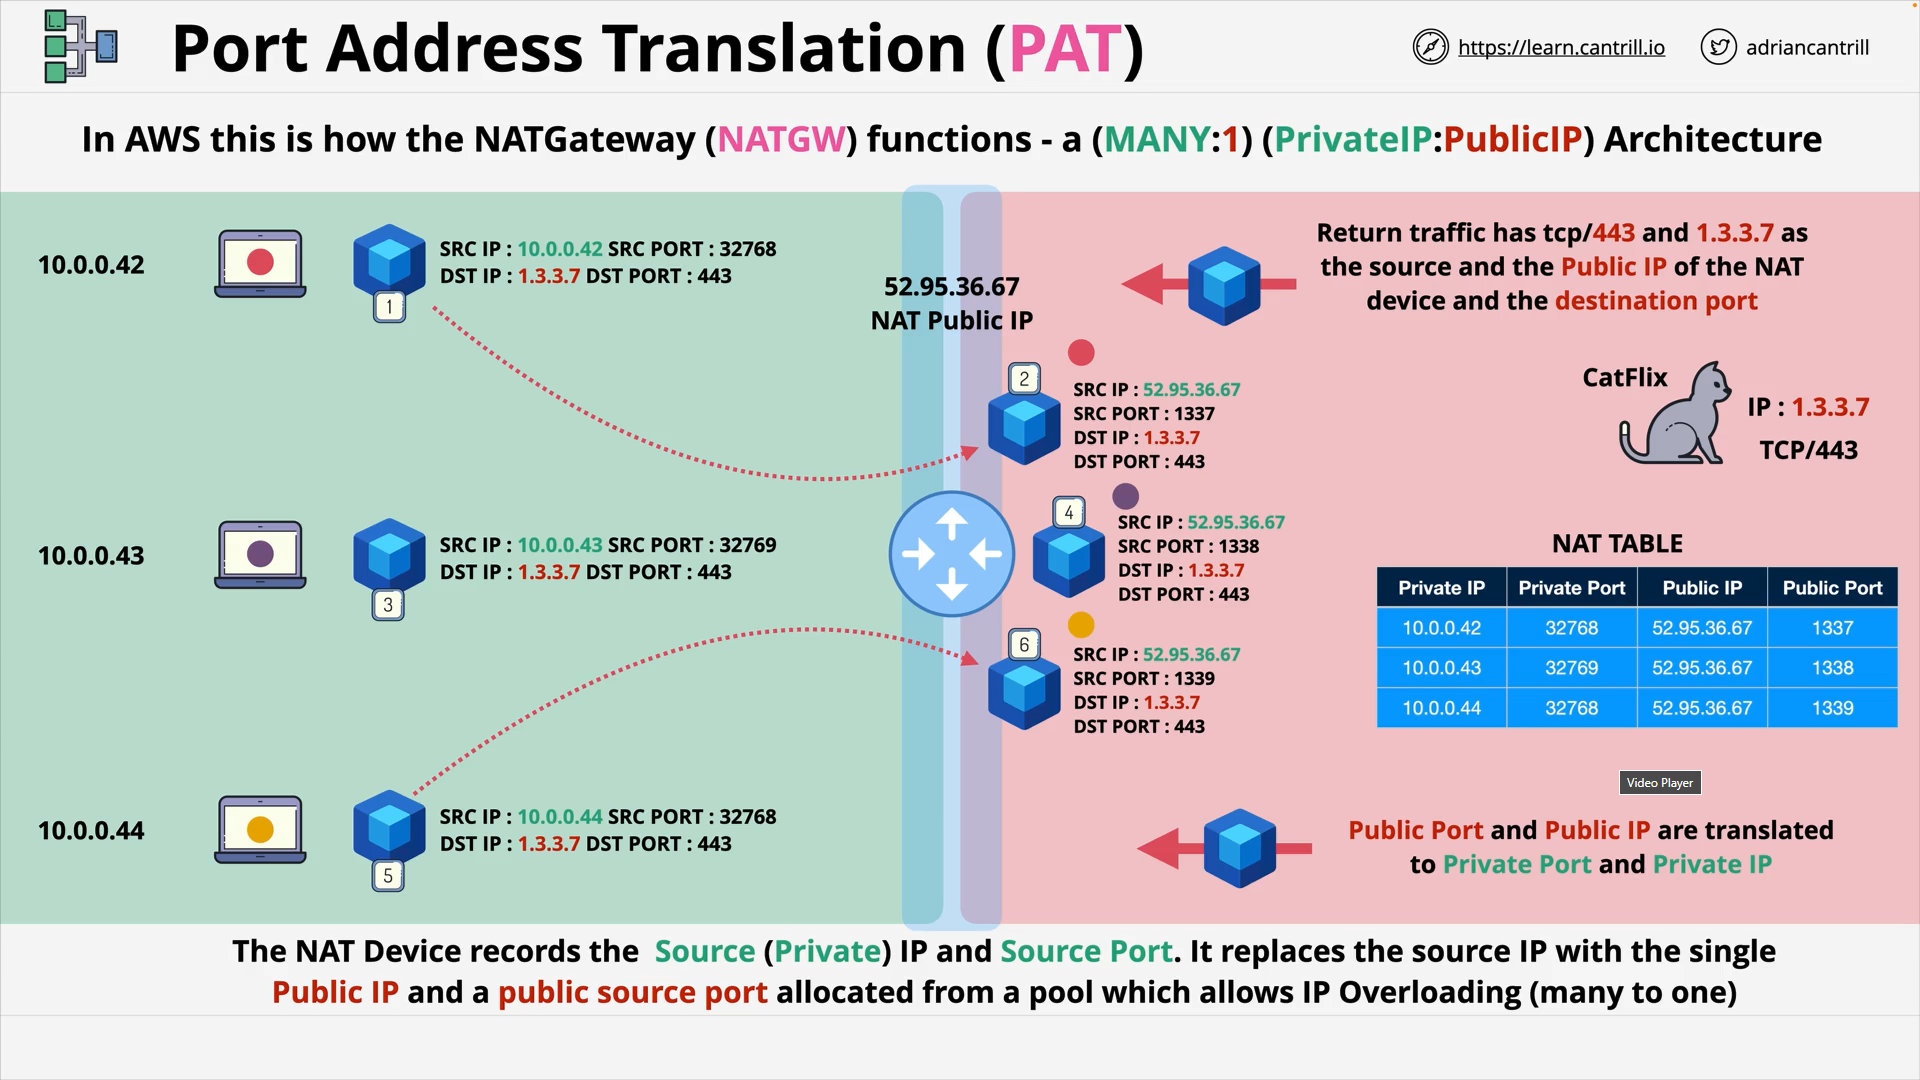 Port Address Translation (PAT)
https://learn.cantrill.io
adriancantrill
In AWS this is how the NATGateway (NATGW) functions - a (MANY:1) (PrivateIP:PublicIP) Architecture
10.0.0.42
SRC IP : 10.0.0.42 SRC PORT : 32768
DST IP : 1.3.3.7 DST PORT : 443
1
52.95.36.67
NAT Public IP
Return traffic has tcp/443 and 1.3.3.7 as
the source and the Public IP of the NAT
device and the destination port
2
SRC IP : 52.95.36.67
SRC PORT : 1337
DST IP : 1.3.3.7
DST PORT : 443
CatFlix
IP : 1.3.3.7
TCP/443
10.0.0.43
SRC IP : 10.0.0.43 SRC PORT : 32769
DST IP : 1.3.3.7 DST PORT : 443
3
4
SRC IP : 52.95.36.67
SRC PORT : 1338
DST IP : 1.3.3.7
DST PORT : 443
NAT TABLE
Private IP Private Port Public IP Public Port
10.0.0.42 32768 52.95.36.67 1337
10.0.0.43 32769 52.95.36.67 1338
10.0.0.44 32768 52.95.36.67 1339
6
SRC IP : 52.95.36.67
SRC PORT : 1339
DST IP : 1.3.3.7
DST PORT : 443
Video Player
10.0.0.44
SRC IP : 10.0.0.44 SRC PORT : 32768
DST IP : 1.3.3.7 DST PORT : 443
5
Public Port and Public IP are translated
to Private Port and Private IP
The NAT Device records the Source (Private) IP and Source Port. It replaces the source IP with the single
Public IP and a public source port allocated from a pool which allows IP Overloading (many to one)